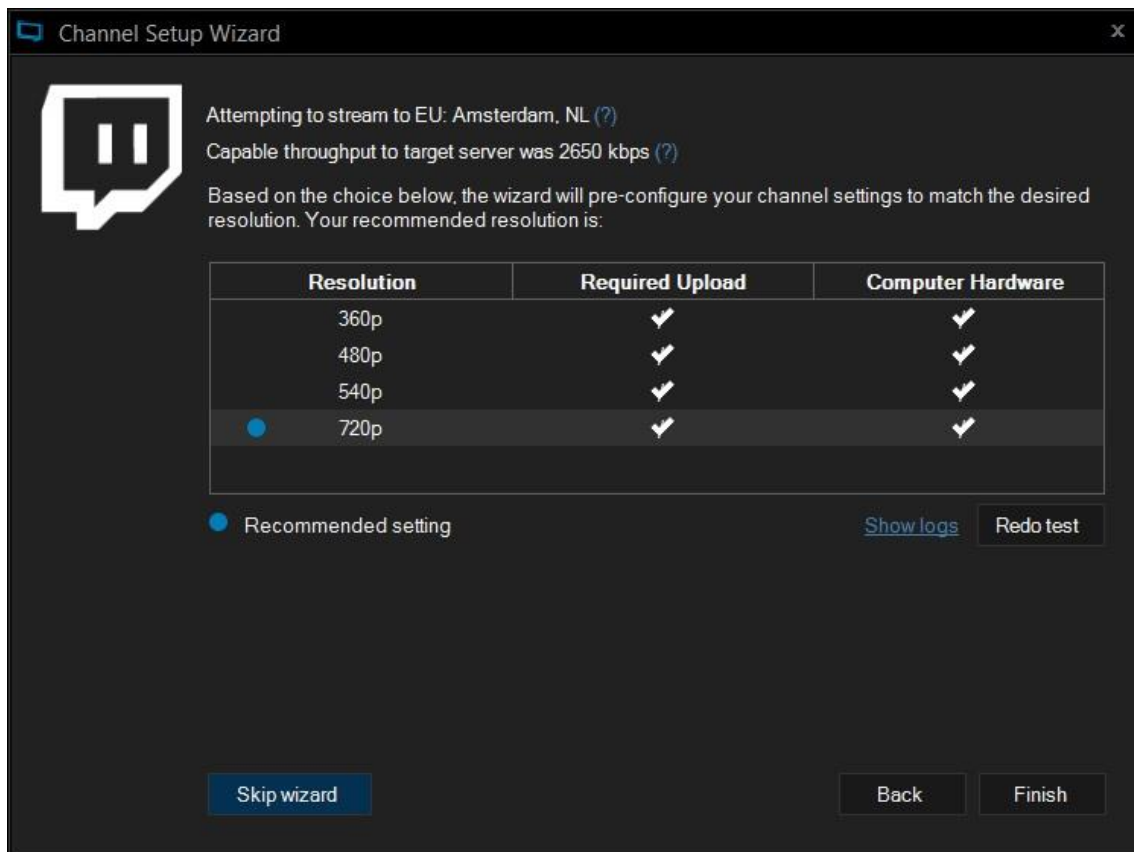 Channel Setup Wizard x
Attempting to stream to EU: Amsterdam, NL (?)
Capable throughput to target server was 2650 kbps (?)
Based on the choice below, the wizard will pre-configure your channel settings to match the desired
resolution. Your recommended resolution is:
Resolution Required Upload Computer Hardware
360p
480p
540p
720p
Recommended setting Show logs Redo test
Skip wizard Back Finish